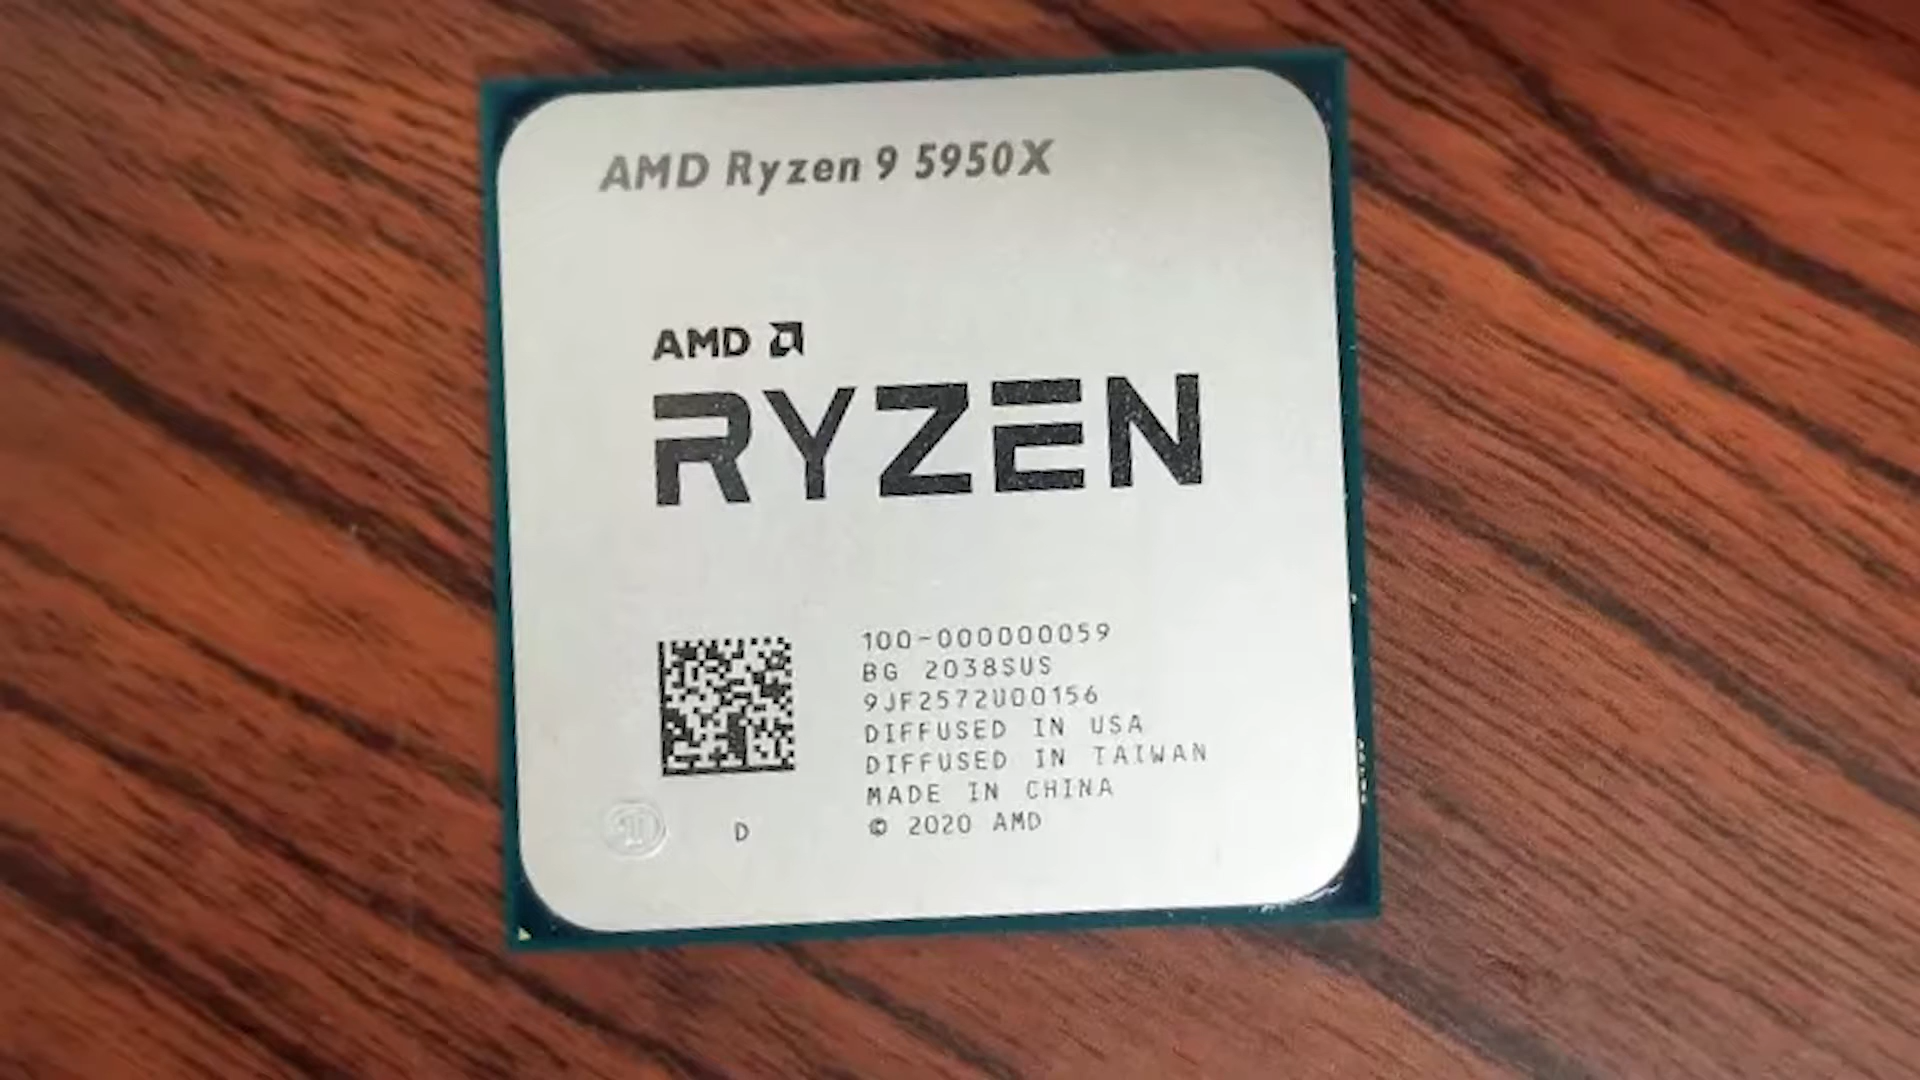 AMD Ryzen 9 5950X
AMD
RYZEN
100-000000059
BG 2038SUS
9JF2572U00156
DIFFUSED IN USA
DIFFUSED IN TAIWAN
MADE IN CHINA
© 2020 AMD
D